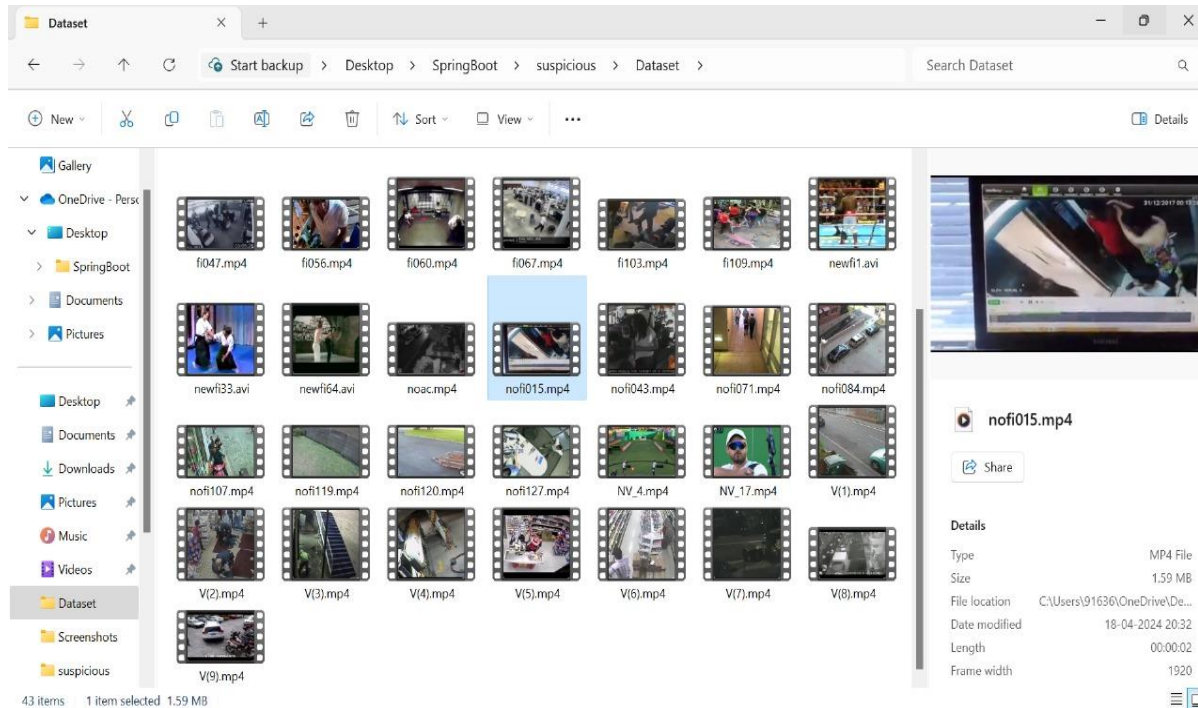 Dataset
Start backup > Desktop > SpringBoot > suspicious > Dataset >
Search Dataset
New
Sort
View
Details
Gallery
OneDrive - Perso
Desktop
SpringBoot
Documents
Pictures
Desktop
Documents
Downloads
Pictures
Music
Videos
Dataset
Screenshots
suspicious
fi047.mp4 fi056.mp4 fi060.mp4 fi067.mp4 fi103.mp4 fi109.mp4 newfi1.avi
newfi33.avi newfi64.avi noac.mp4 nofi015.mp4 nofi043.mp4 nofi071.mp4 nofi084.mp4
nofi107.mp4 nofi119.mp4 nofi120.mp4 nofi127.mp4 NV_4.mp4 NV_17.mp4 V(1).mp4
V(2).mp4 V(3).mp4 V(4).mp4 V(5).mp4 V(6).mp4 V(7).mp4 V(8).mp4
V(9).mp4
nofi015.mp4
Share
Details
Type MP4 File
Size 1.59 MB
File location C:\Users\91636\OneDrive\De...
Date modified 18-04-2024 20:32
Length 00:00:02
Frame width 1920
43 items 1 item selected 1.59 MB